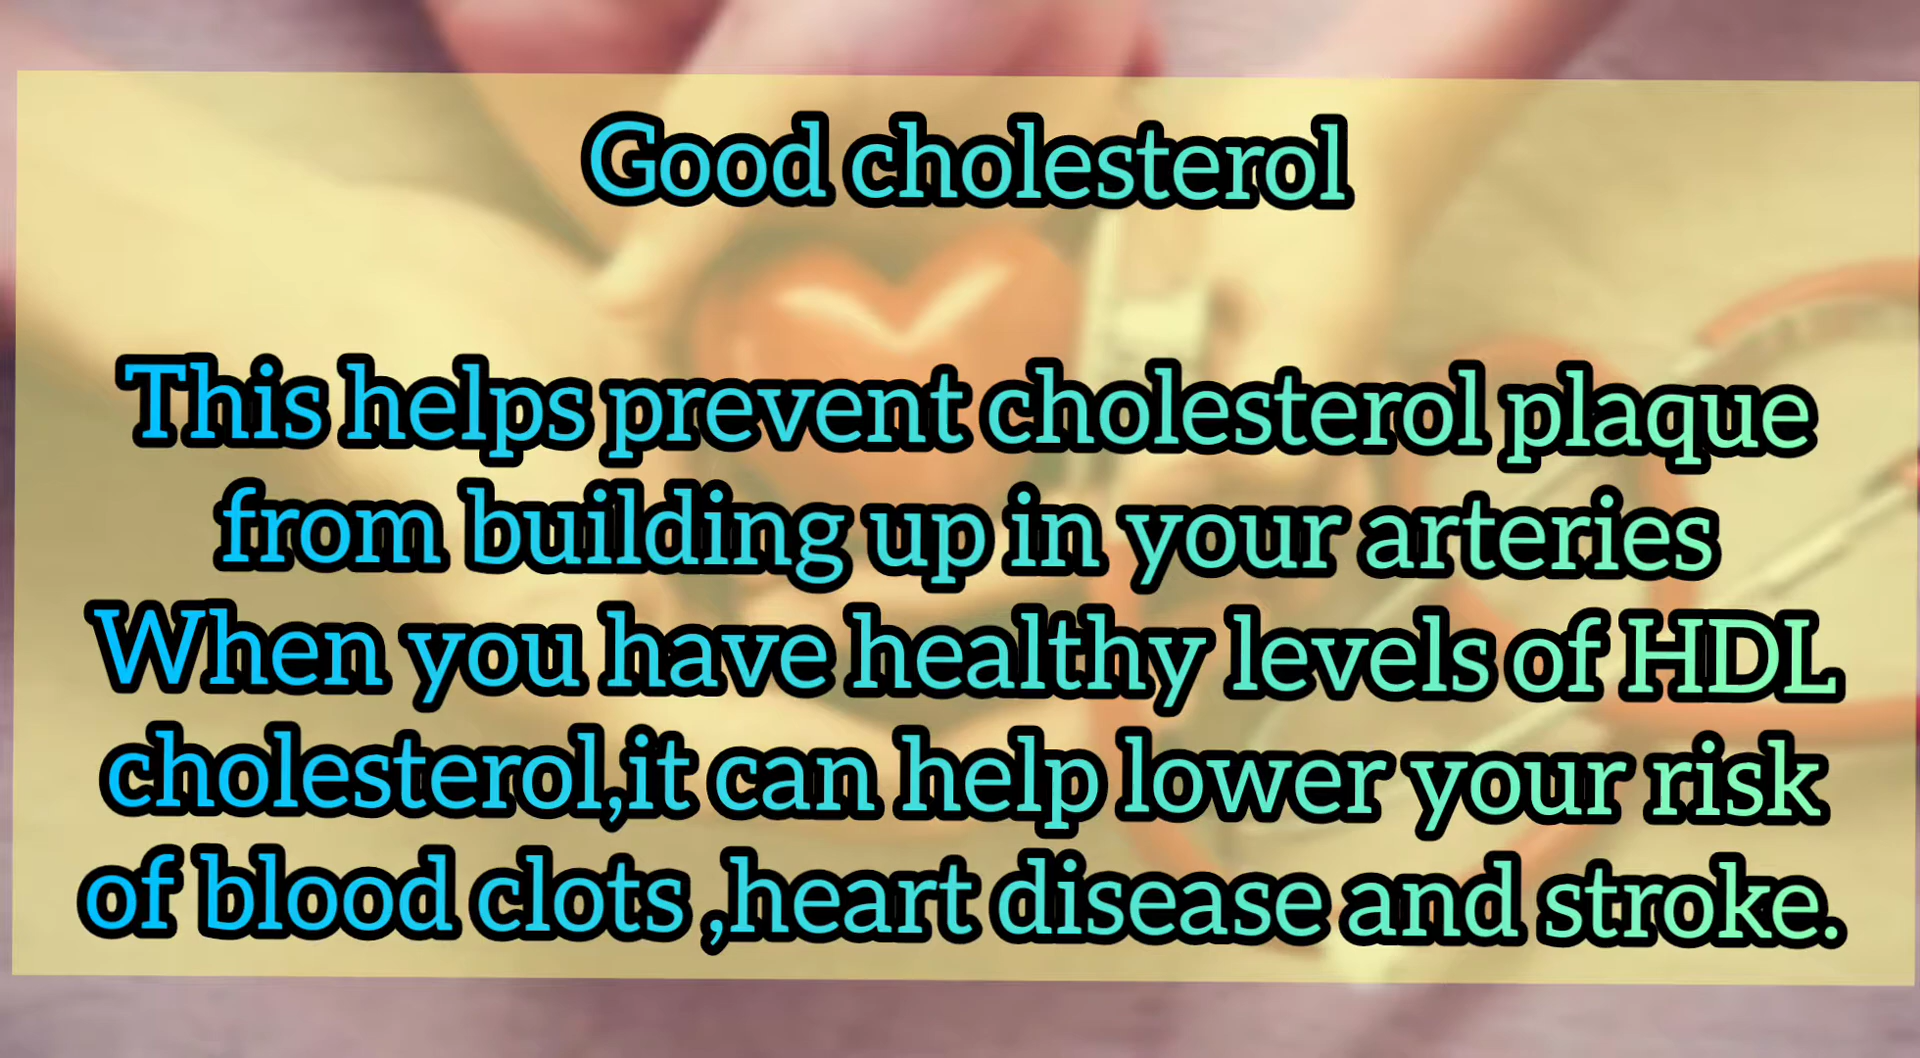 Good cholesterol
This helps prevent cholesterol plaque
from building up in your arteries
When you have healthy levels of HDL
cholesterol,it can help lower your risk
of blood clots ,heart disease and stroke.